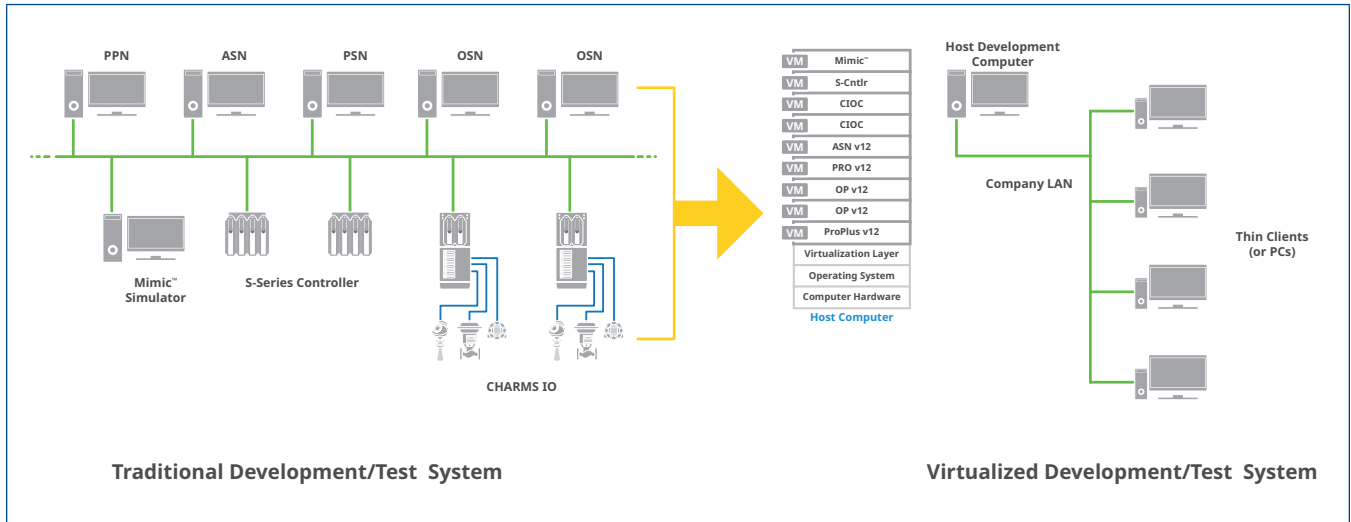 PPN
ASN
PSN
OSN
OSN
Mimic™
Simulator
S-Series Controller
CHARMS IO
VM Mimic™
VM S-Cntlr
VM CIOC
VM CIOC
VM ASN v12
VM PRO v12
VM OP v12
VM OP v12
VM ProPlus v12
Virtualization Layer
Operating System
Computer Hardware
Host Computer
Host Development
Computer
Company LAN
Thin Clients
(or PCs)
Traditional Development/Test System
Virtualized Development/Test System